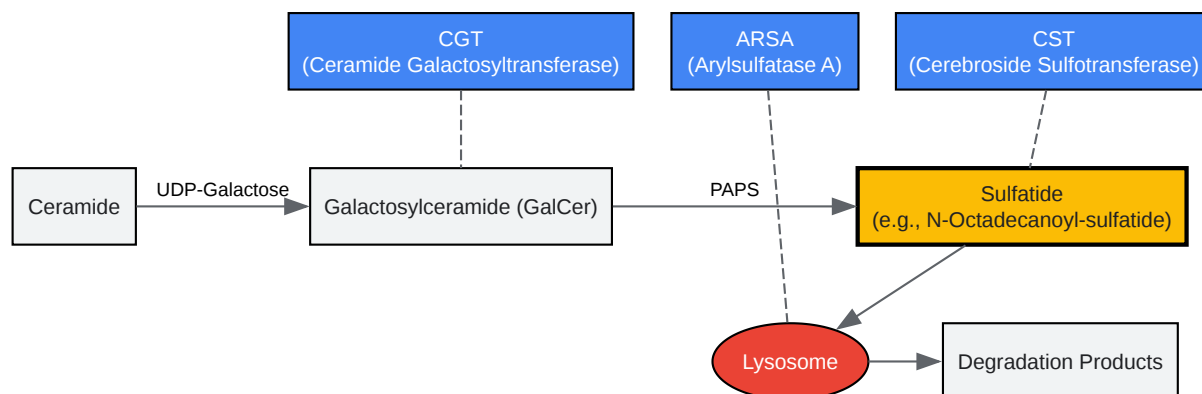 CGT
(Ceramide Galactosyltransferase)
ARSA
(Arylsulfatase A)
CST
(Cerebroside Sulfotransferase)
Ceramide
UDP-Galactose
Galactosylceramide (GalCer)
PAPS
Sulfatide
(e.g., N-Octadecanoyl-sulfatide)
Lysosome
Degradation Products